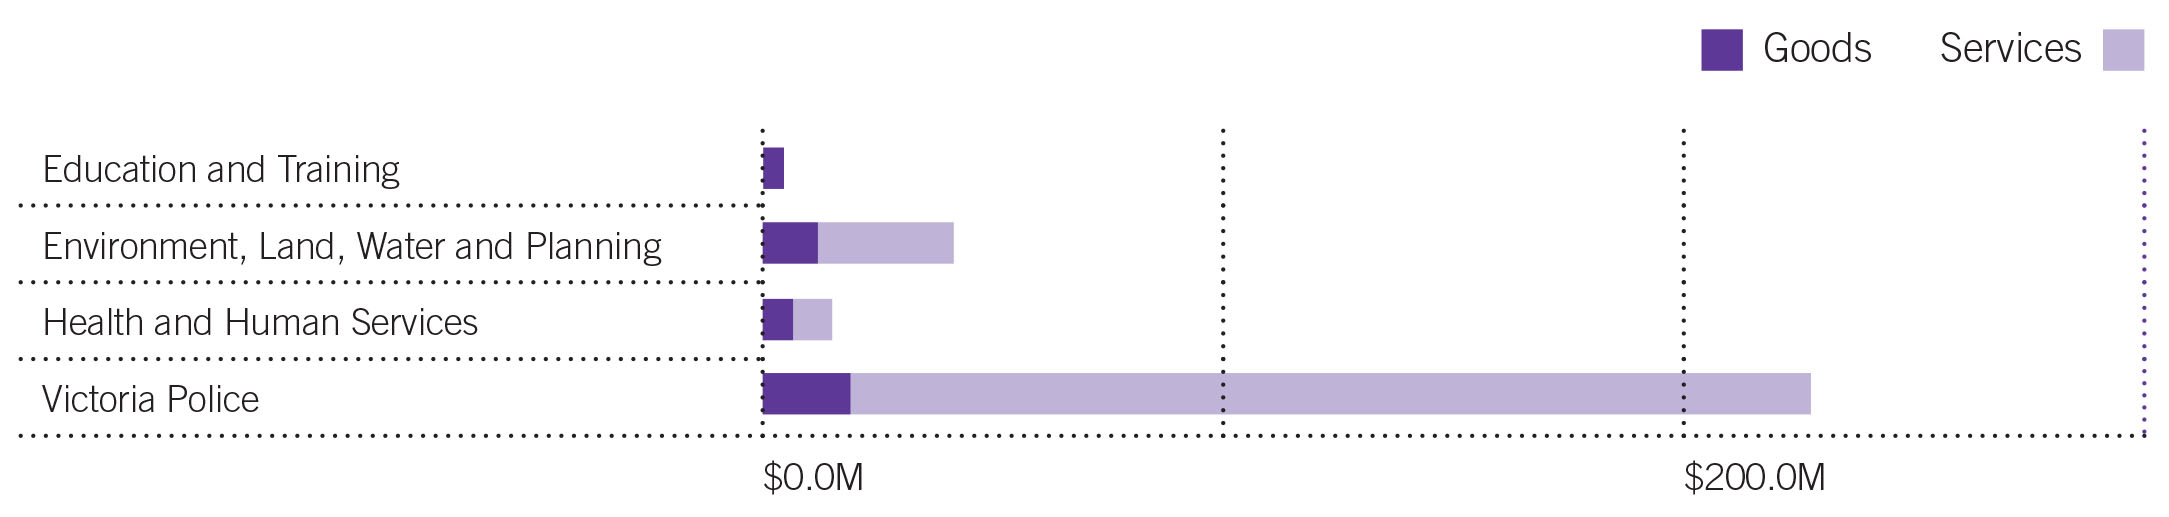 Goods
Services
Education and Training
Environment, Land, Water and Planning
Health and Human Services
Victoria Police
$0.0M
$200.0M